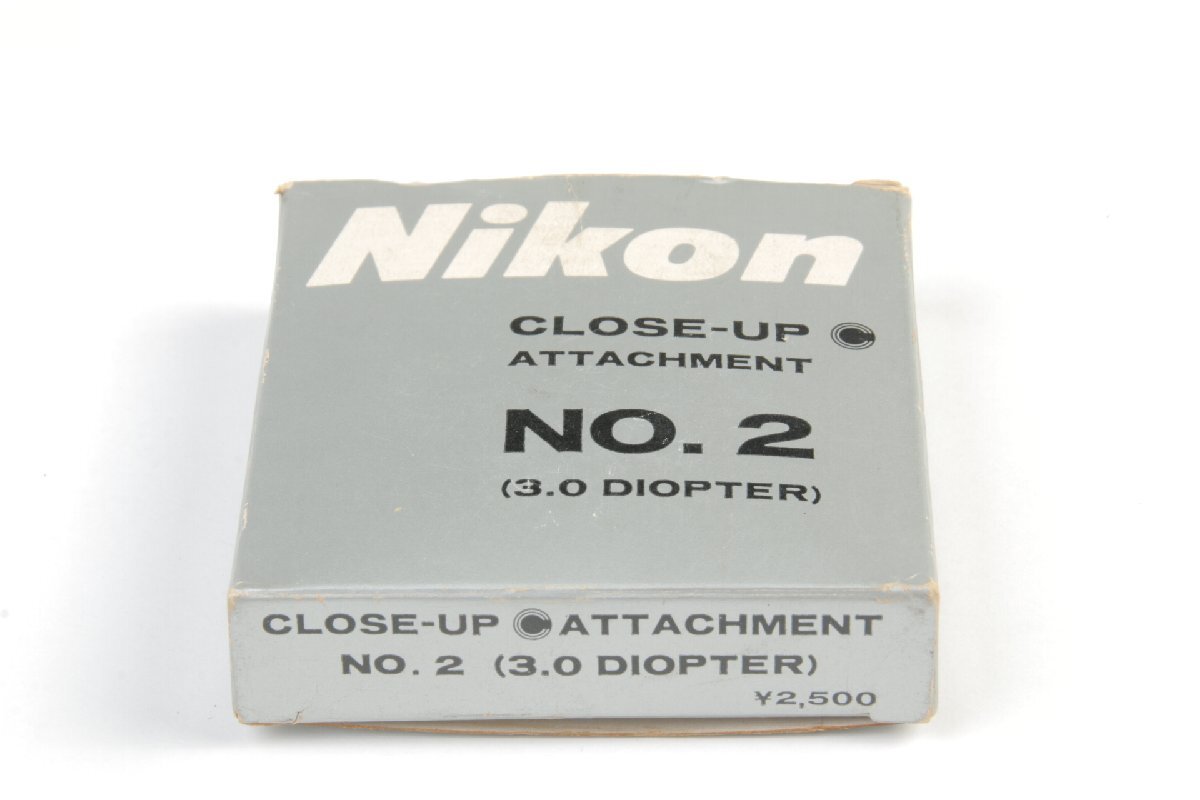 Nikon
CLOSE-UP
ATTACHMENT
NO. 2
(3.0 DIOPTER)
CLOSE-UP ATTACHMENT
NO. 2 (3.0 DIOPTER)
¥2,500